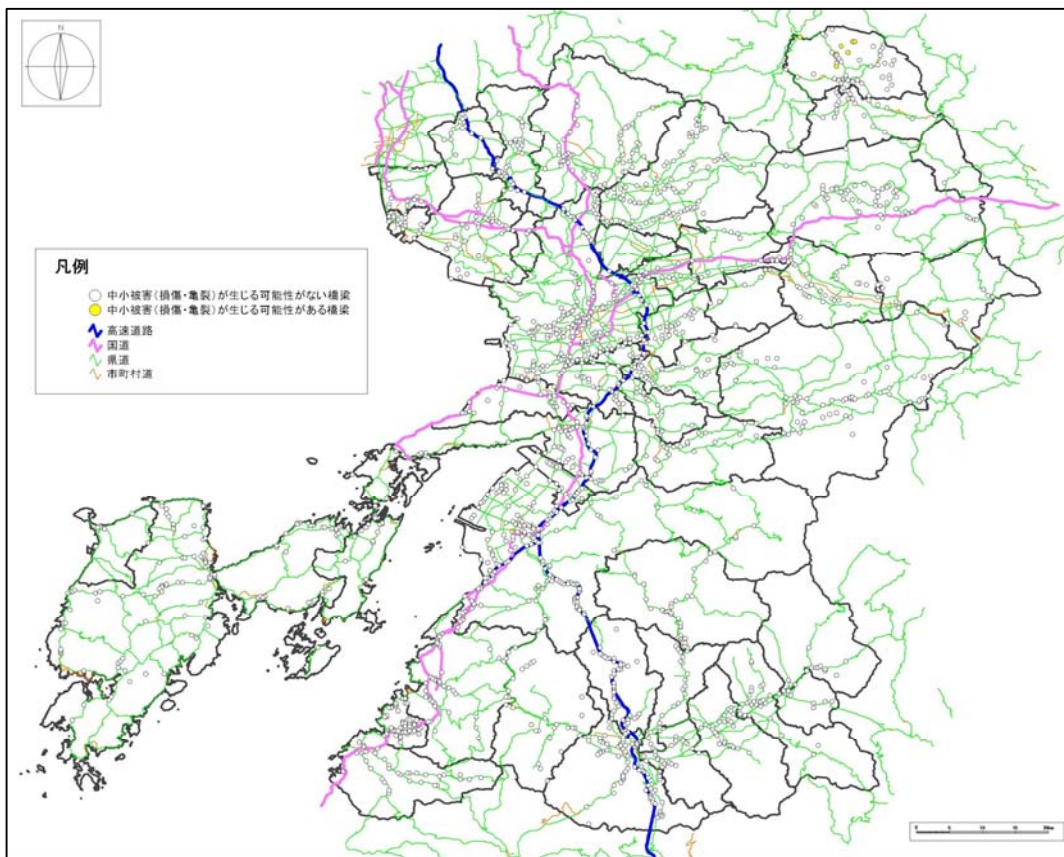 N
凡例
中小被害(損傷・亀裂)が生じる可能性がない橋梁
中小被害(損傷・亀裂)が生じる可能性がある橋梁
高速道路
国道
県道
市町村道